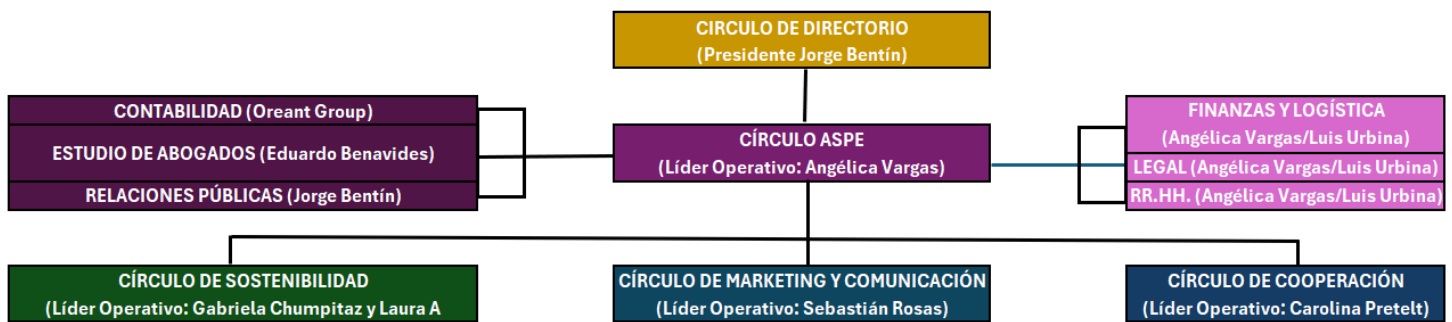 CIRCULO DE DIRECTORIO
(Presidente Jorge Bentín)
CONTABILIDAD (Oreant Group)
ESTUDIO DE ABOGADOS (Eduardo Benavides)
RELACIONES PÚBLICAS (Jorge Bentín)
CÍRCULO ASPE
(Líder Operativo: Angélica Vargas)
FINANZAS Y LOGÍSTICA
(Angélica Vargas/Luis Urbina)
LEGAL (Angélica Vargas/Luis Urbina)
RR.HH. (Angélica Vargas/Luis Urbina)
CÍRCULO DE SOSTENIBILIDAD
(Líder Operativo: Gabriela Chumpitaz y Laura A
CÍRCULO DE MARKETING Y COMUNICACIÓN
(Líder Operativo: Sebastián Rosas)
CÍRCULO DE COOPERACIÓN
(Líder Operativo: Carolina Pretelt)